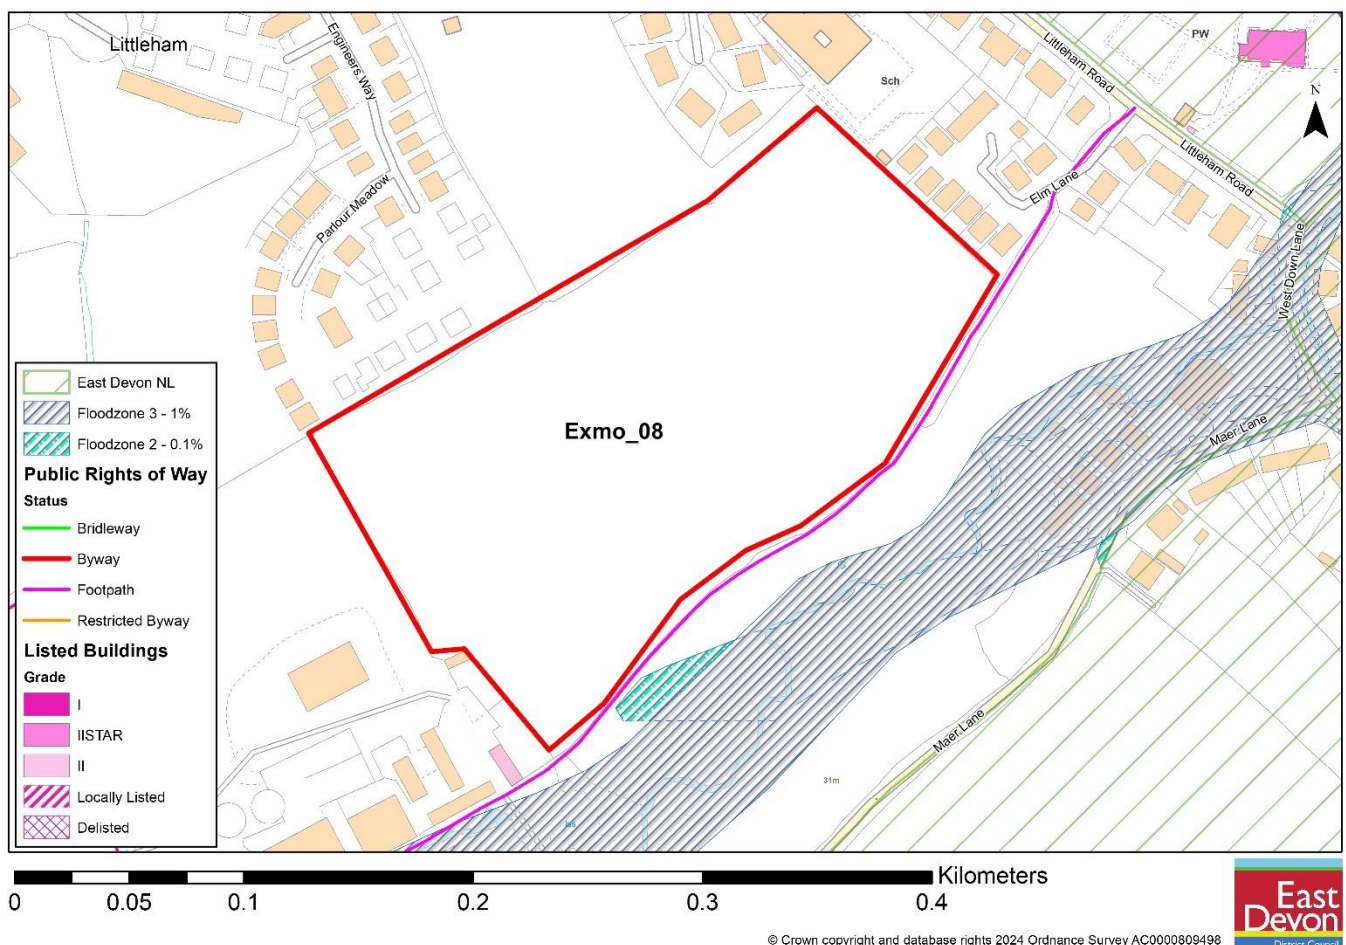 Littleham
Engineers Way
Parlour Meadow
Sch
Littleham Road
PW
N
Elm Lane
Littleham Road
West Down Lane
Maer Lane
Exmo_08
East Devon NL
Floodzone 3 - 1%
Floodzone 2 - 0.1%
Public Rights of Way
Status
Bridleway
Byway
Footpath
Restricted Byway
Listed Buildings
Grade
I
IISTAR
II
Locally Listed
Delisted
Maer Lane
31m
Iss
Kilometers
0 0.05 0.1 0.2 0.3 0.4
East
Devon
District Council
© Crown copyright and database rights 2024 Ordnance Survey AC0000809498